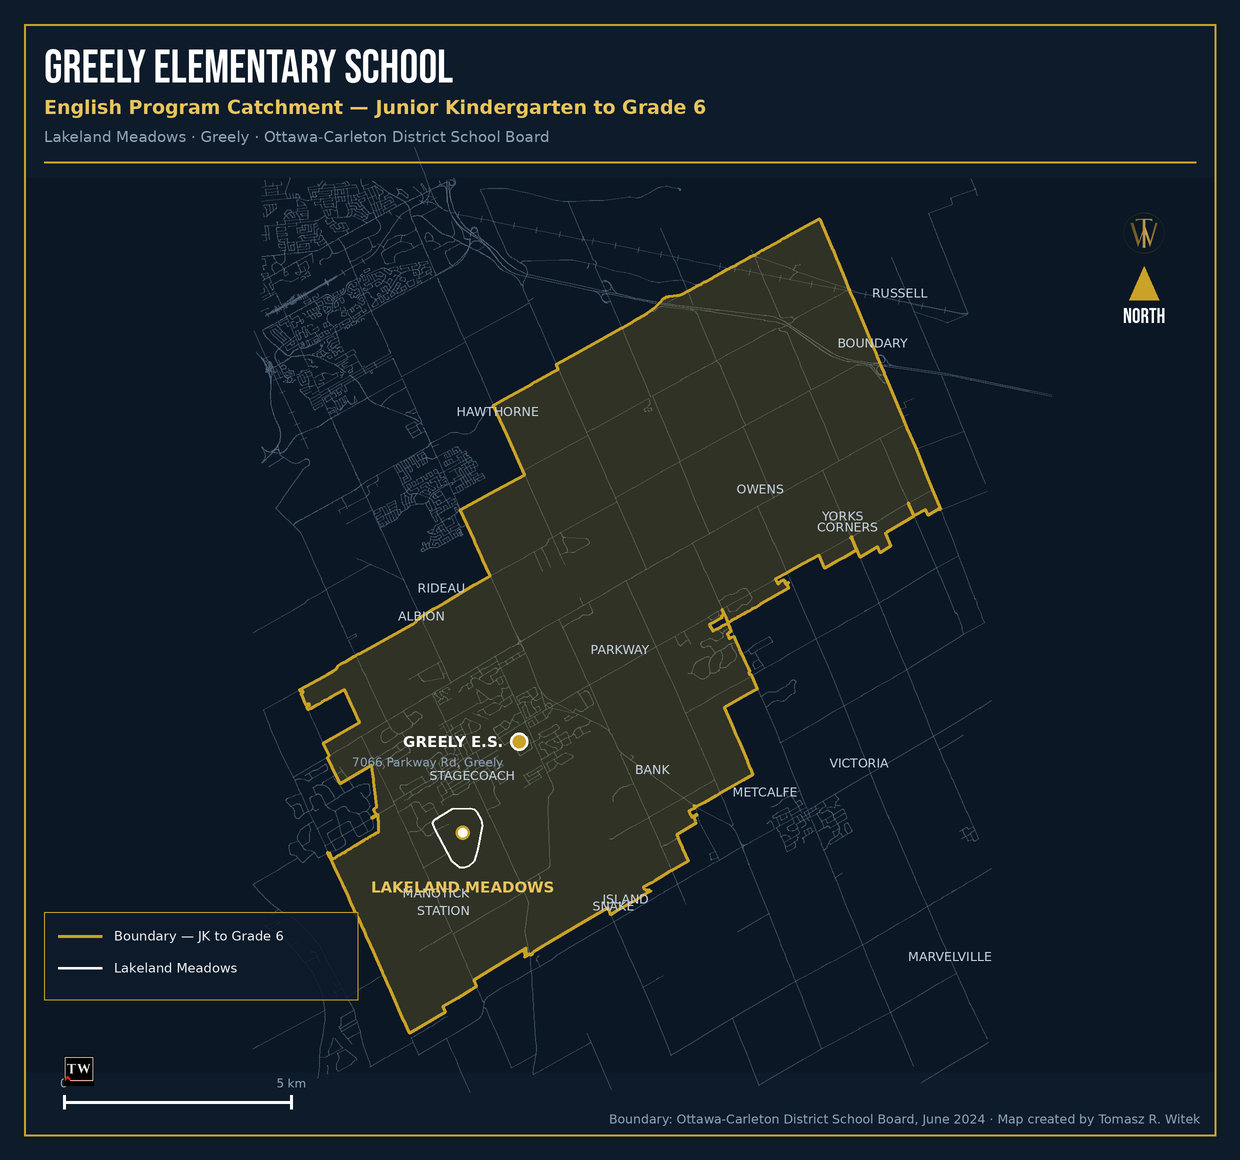 GREELY ELEMENTARY SCHOOL
English Program Catchment — Junior Kindergarten to Grade 6
Lakeland Meadows · Greely · Ottawa-Carleton District School Board
TW
NORTH
RUSSELL
BOUNDARY
HAWTHORNE
OWENS
YORKS
CORNERS
RIDEAU
ALBION
PARKWAY
GREELY E.S.
7066 Parkway Rd, Greely
STAGECOACH
BANK
VICTORIA
METCALFE
LAKELAND MEADOWS
MANOTICK
STATION
ISLAND
SNAKE
MARVELVILLE
Boundary — JK to Grade 6
Lakeland Meadows
TW
0
5 km
Boundary: Ottawa-Carleton District School Board, June 2024 · Map created by Tomasz R. Witek